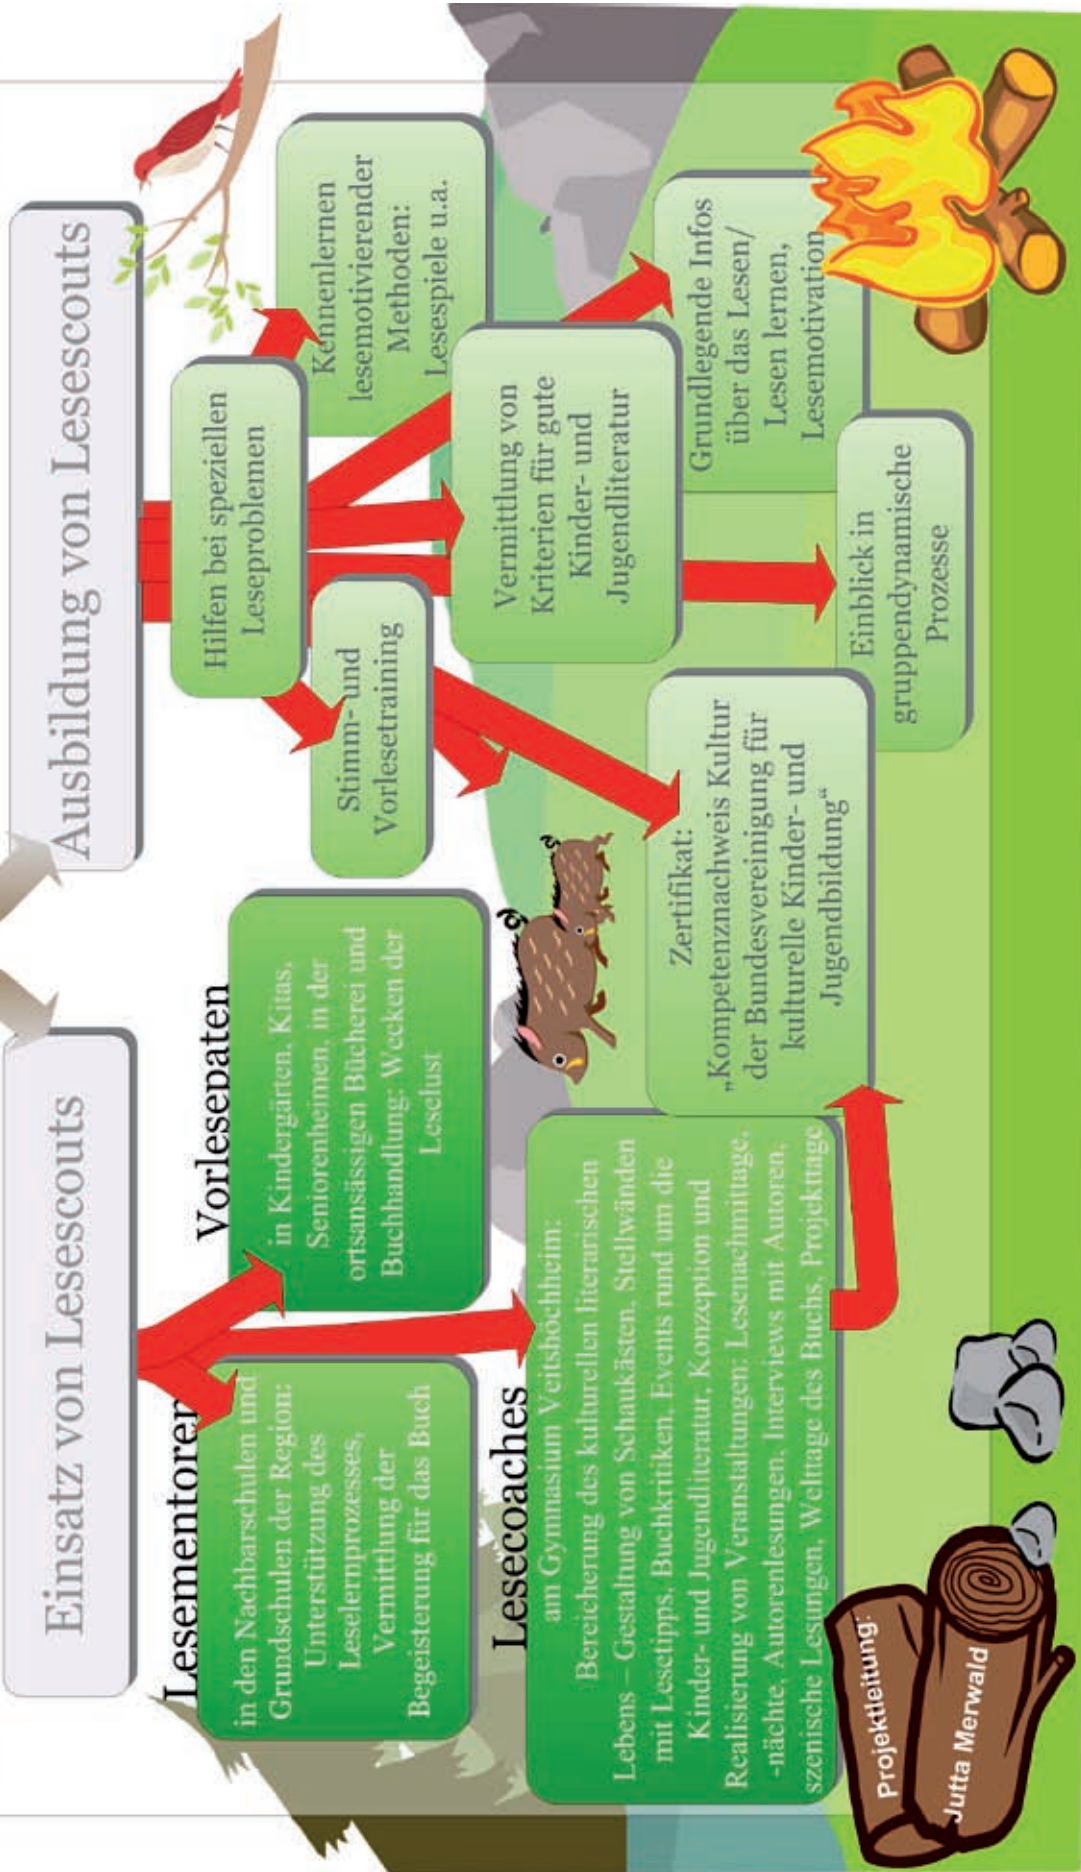 Einsatz von Lesescouts
Lesementoren
in den Nachbarschulen und
Grundschulen der Region:
Unterstützung des
Leselernprozesses,
Vermittlung der
Begeisterung für das Buch
Vorlesepaten
in Kindergärten, Kitas,
Seniorenheimen, in der
ortsansässigen Bücherei und
Buchhandlung: Wecken der
Leselust
Lesecoaches
am Gymnasium Veitshöchheim:
Bereicherung des kulturellen literarischen
Lebens – Gestaltung von Schaukästen, Stellwänden
mit Lesetipps, Buchkritiken, Events rund um die
Kinder- und Jugendliteratur, Konzeption und
Realisierung von Veranstaltungen: Lesenachmittage,
-nächte, Autorenlesungen, Interviews mit Autoren,
szenische Lesungen, Welttage des Buchs, Projekttage
Projektleitung:
Jutta Merwald
Ausbildung von Lesescouts
Hilfen bei speziellen
Leseproblemen
Kennenlernen
lesemotivierender
Methoden:
Lesespiele u.a.
Stimm- und
Vorlesetraining
Vermittlung von
Kriterien für gute
Kinder- und
Jugendliteratur
Grundlegende Infos
über das Lesen/
Lesen lernen,
Lesemotivation
Zertifikat:
„Kompetenznachweis Kultur
der Bundesvereinigung für
kulturelle Kinder- und
Jugendbildung“
Einblick in
gruppendynamische
Prozesse